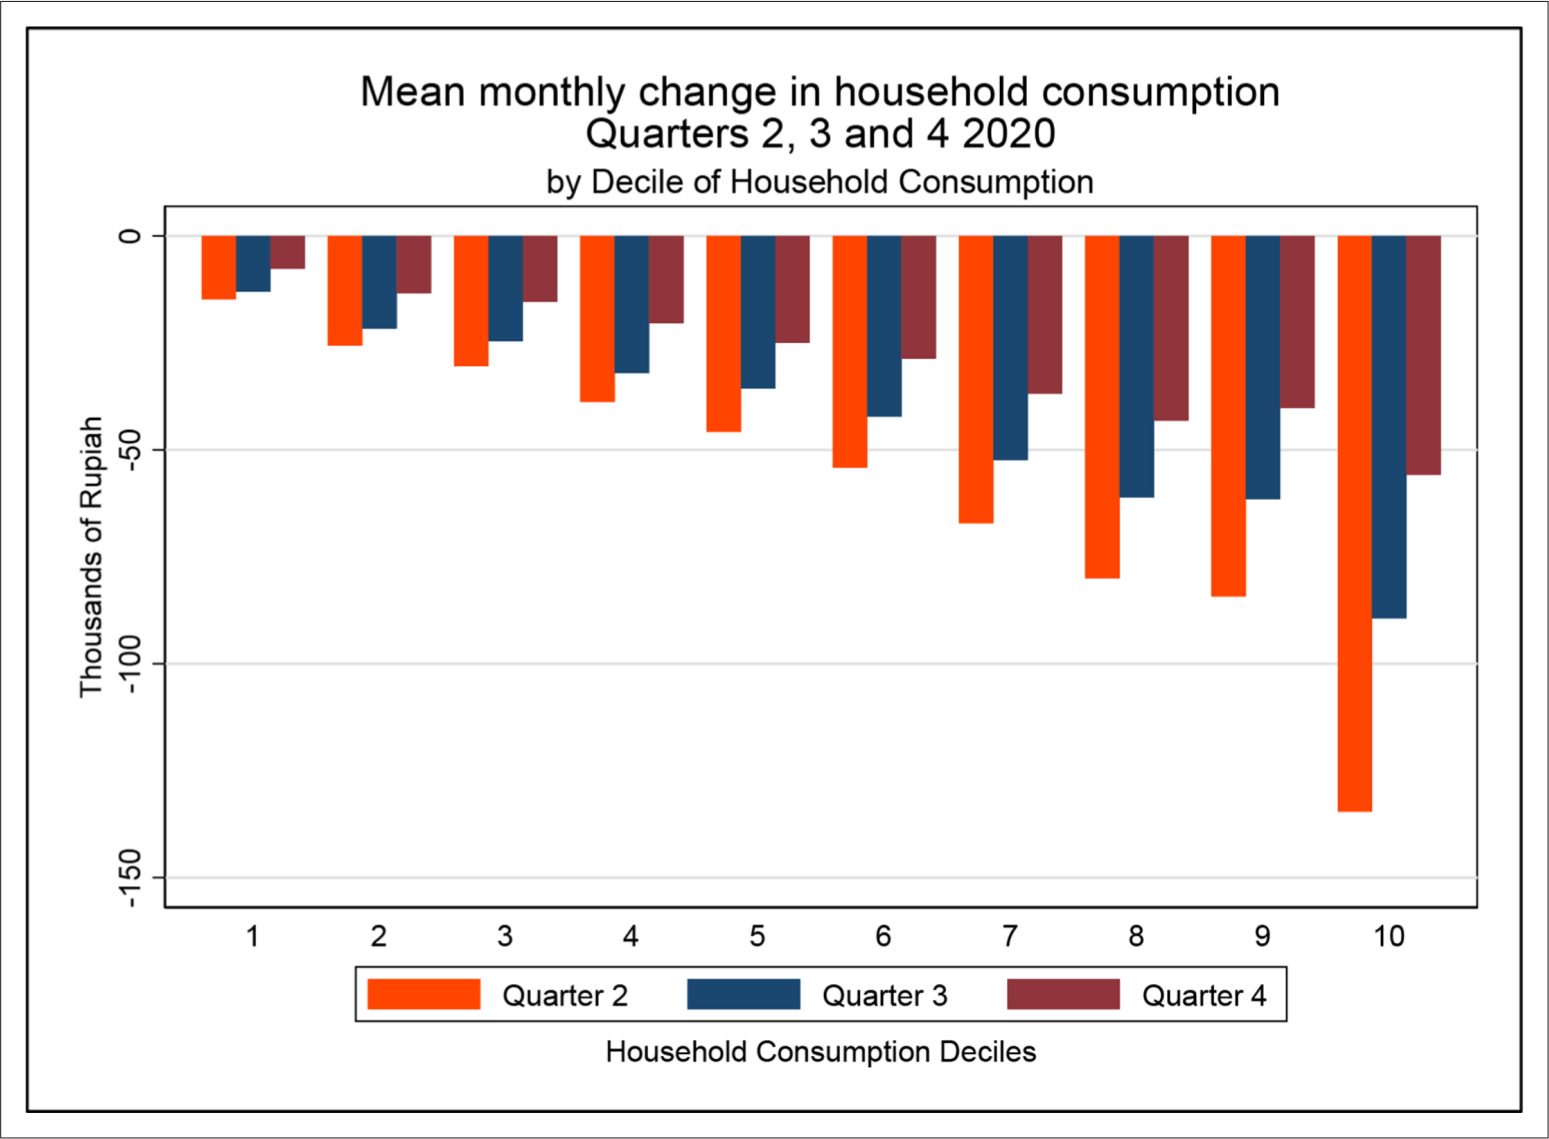 Mean monthly change in household consumption
Quarters 2, 3 and 4 2020
by Decile of Household Consumption
Thousands of Rupiah
0
-50
-100
-150
1 2 3 4 5 6 7 8 9 10
Quarter 2 Quarter 3 Quarter 4
Household Consumption Deciles